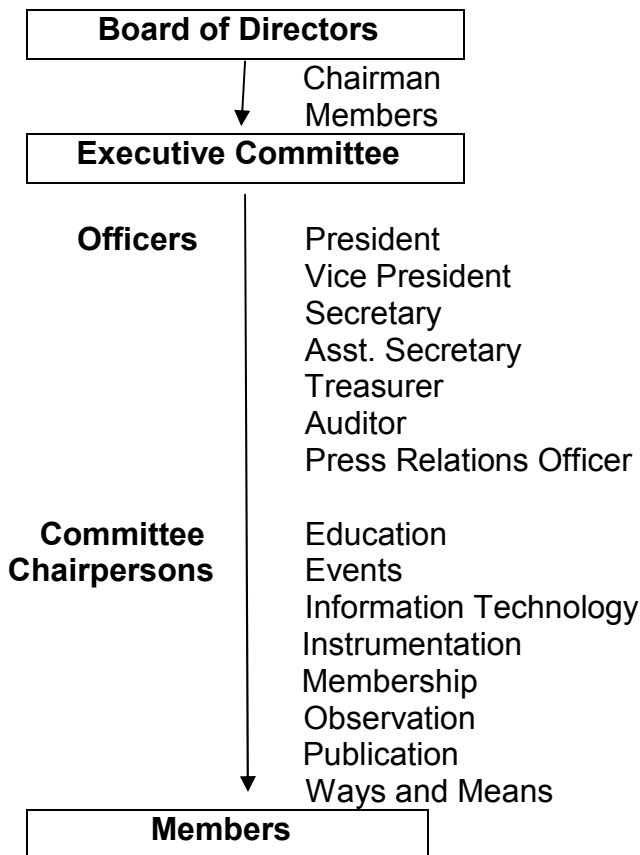 Board of Directors
Chairman
Members
Executive Committee
Officers President
Vice President
Secretary
Asst. Secretary
Treasurer
Auditor
Press Relations Officer
Committee Education
Chairpersons Events
Information Technology
Instrumentation
Membership
Observation
Publication
Ways and Means
Members